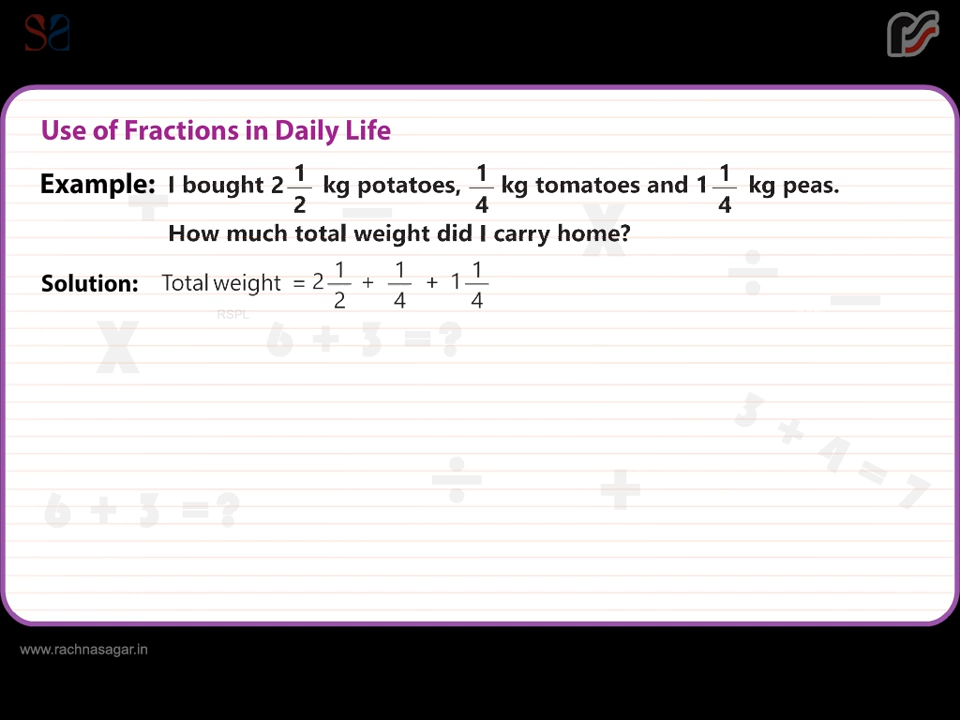 Use of Fractions in Daily Life
Example: I bought 2 1/2 kg potatoes, 1/4 kg tomatoes and 1 1/4 kg peas.
How much total weight did I carry home?
Solution: Total weight = 2 1/2 + 1/4 + 1 1/4
RSPL
6 + 3 = ?
3 + 4 = 7
6 + 3 = ?
www.rachnasagar.in